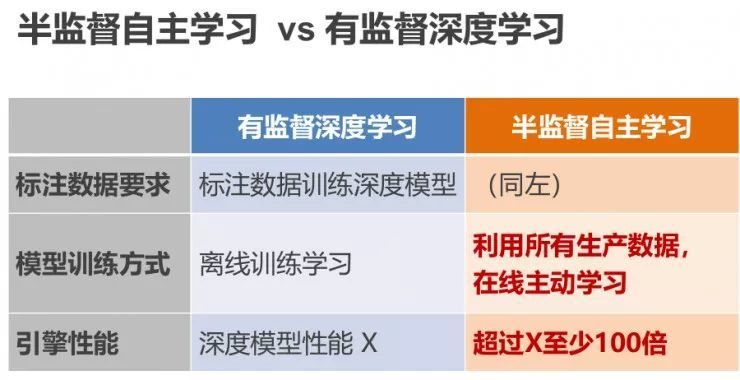 半监督自主学习 vs 有监督深度学习
有监督深度学习 半监督自主学习
标注数据要求 标注数据训练深度模型 （同左）
模型训练方式 离线训练学习 利用所有生产数据，
在线主动学习
引擎性能 深度模型性能 X 超过X至少100倍